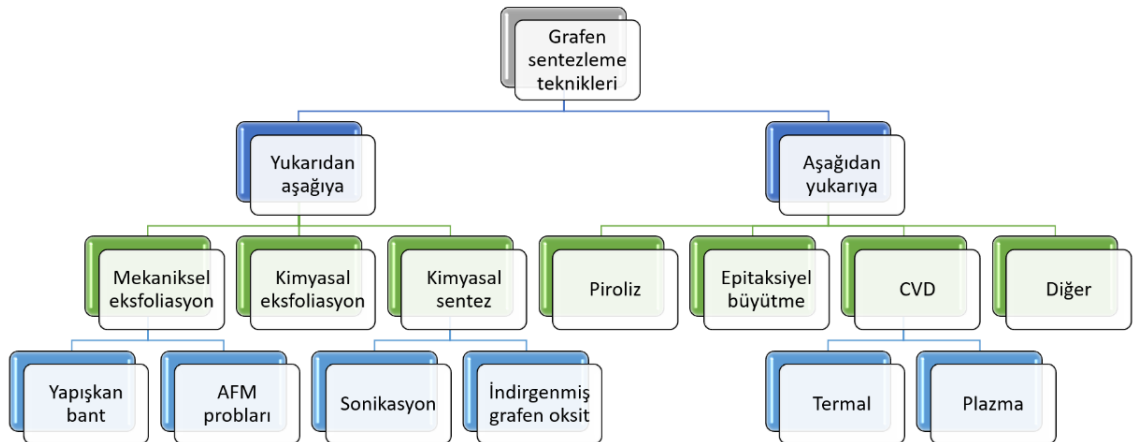 Grafen
sentezleme
teknikleri
Yukarıdan
aşağıya
Aşağıdan
yukarıya
Mekaniksel
eksfoliasyon
Kimyasal
eksfoliasyon
Kimyasal
sentez
Piroliz
Epitaksiyel
büyütme
CVD
Diğer
Yapışkan
bant
AFM
probları
Sonikasyon
İndirgenmiş
grafen oksit
Termal
Plazma